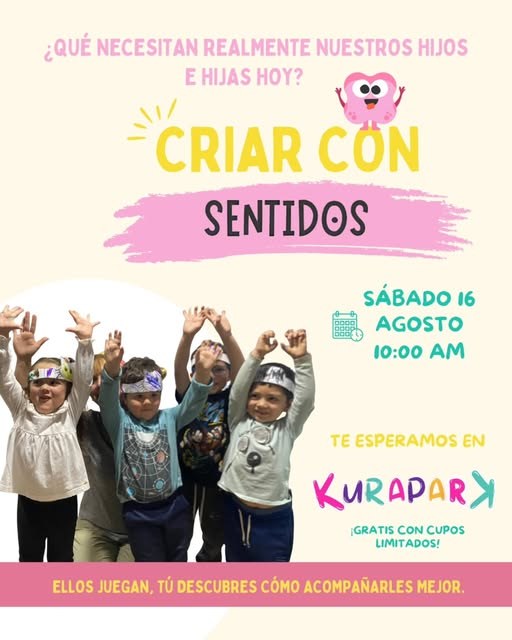 ¿QUÉ NECESITAN REALMENTE NUESTROS HIJOS
E HIJAS HOY?
CRIAR CON
SENTIDOS
SÁBADO 16
AGOSTO
10:00 AM
TE ESPERAMOS EN
KURAPARK
¡GRATIS CON CUPOS
LIMITADOS!
ELLOS JUEGAN, TÚ DESCUBRES CÓMO ACOMPAÑARLES MEJOR.